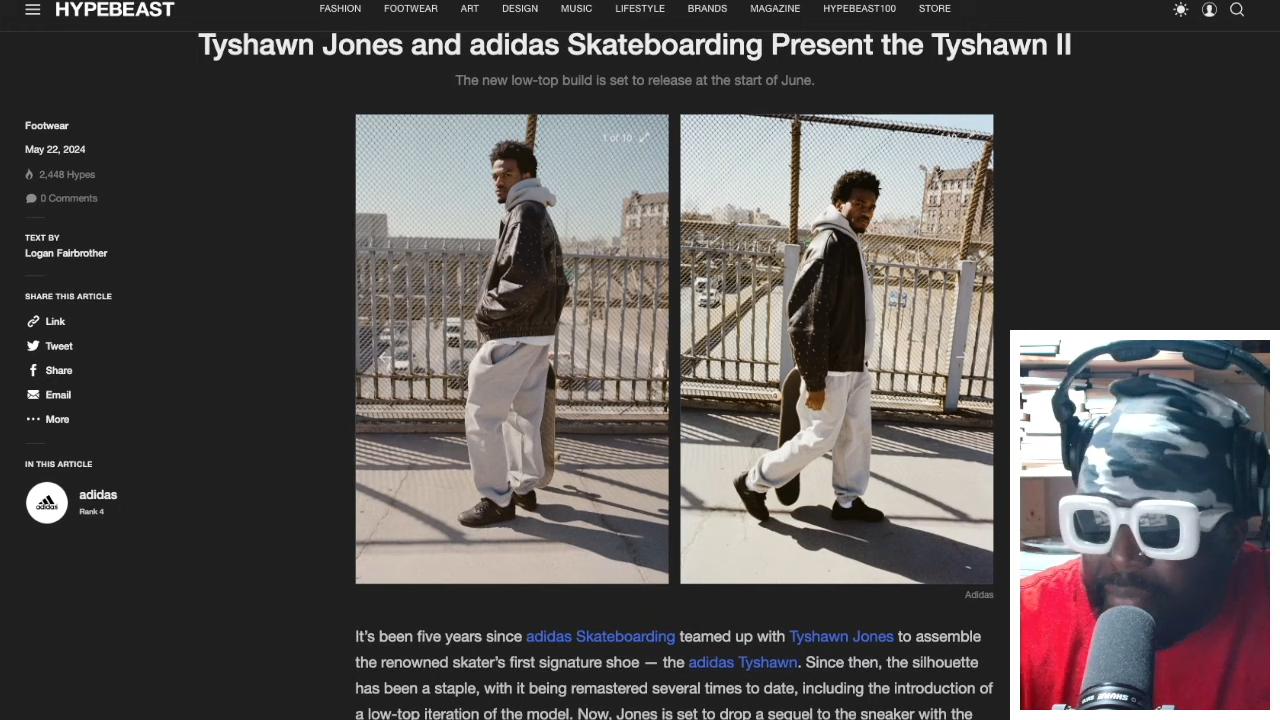 HYPEBEAST
FASHION FOOTWEAR ART DESIGN MUSIC LIFESTYLE BRANDS MAGAZINE HYPEBEAST100 STORE
Tyshawn Jones and adidas Skateboarding Present the Tyshawn II
The new low-top build is set to release at the start of June.
Footwear
May 22, 2024
2,448 Hypes
0 Comments
TEXT BY
Logan Fairbrother
SHARE THIS ARTICLE
Link
Tweet
Share
Email
More
IN THIS ARTICLE
adidas
adidas
Rank 4
1 of 10
Adidas
It's been five years since adidas Skateboarding teamed up with Tyshawn Jones to assemble
the renowned skater's first signature shoe — the adidas Tyshawn. Since then, the silhouette
has been a staple, with it being remastered several times to date, including the introduction of
a low-top iteration of the model. Now, Jones is set to drop a sequel to the sneaker with the
SHURE